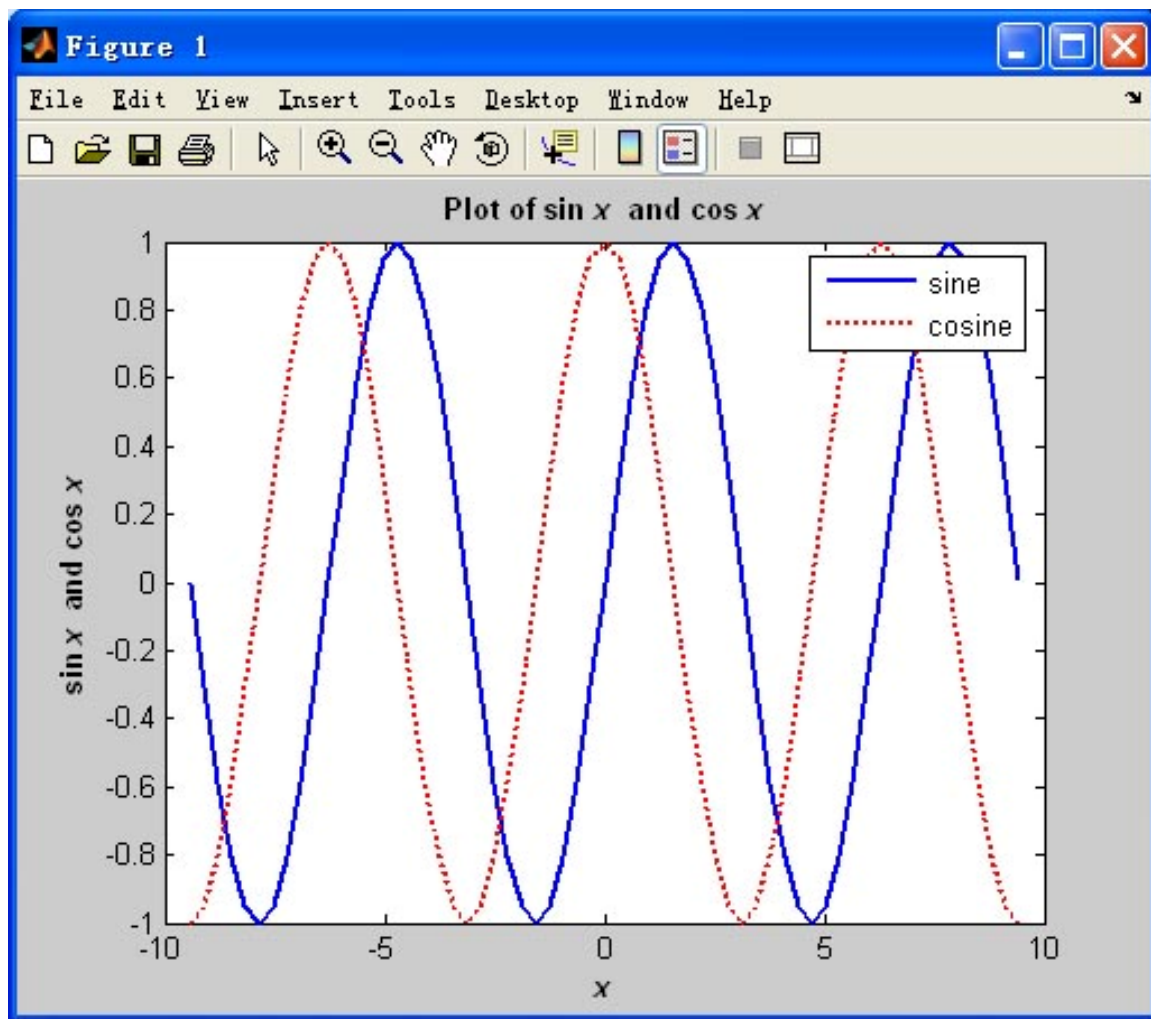 Figure 1
File Edit View Insert Tools Desktop Window Help
Plot of sin x and cos x
1
0.8
0.6
0.4
0.2
0
-0.2
-0.4
-0.6
-0.8
-1
sin x and cos x
sine
cosine
-10 -5 0 5 10
x